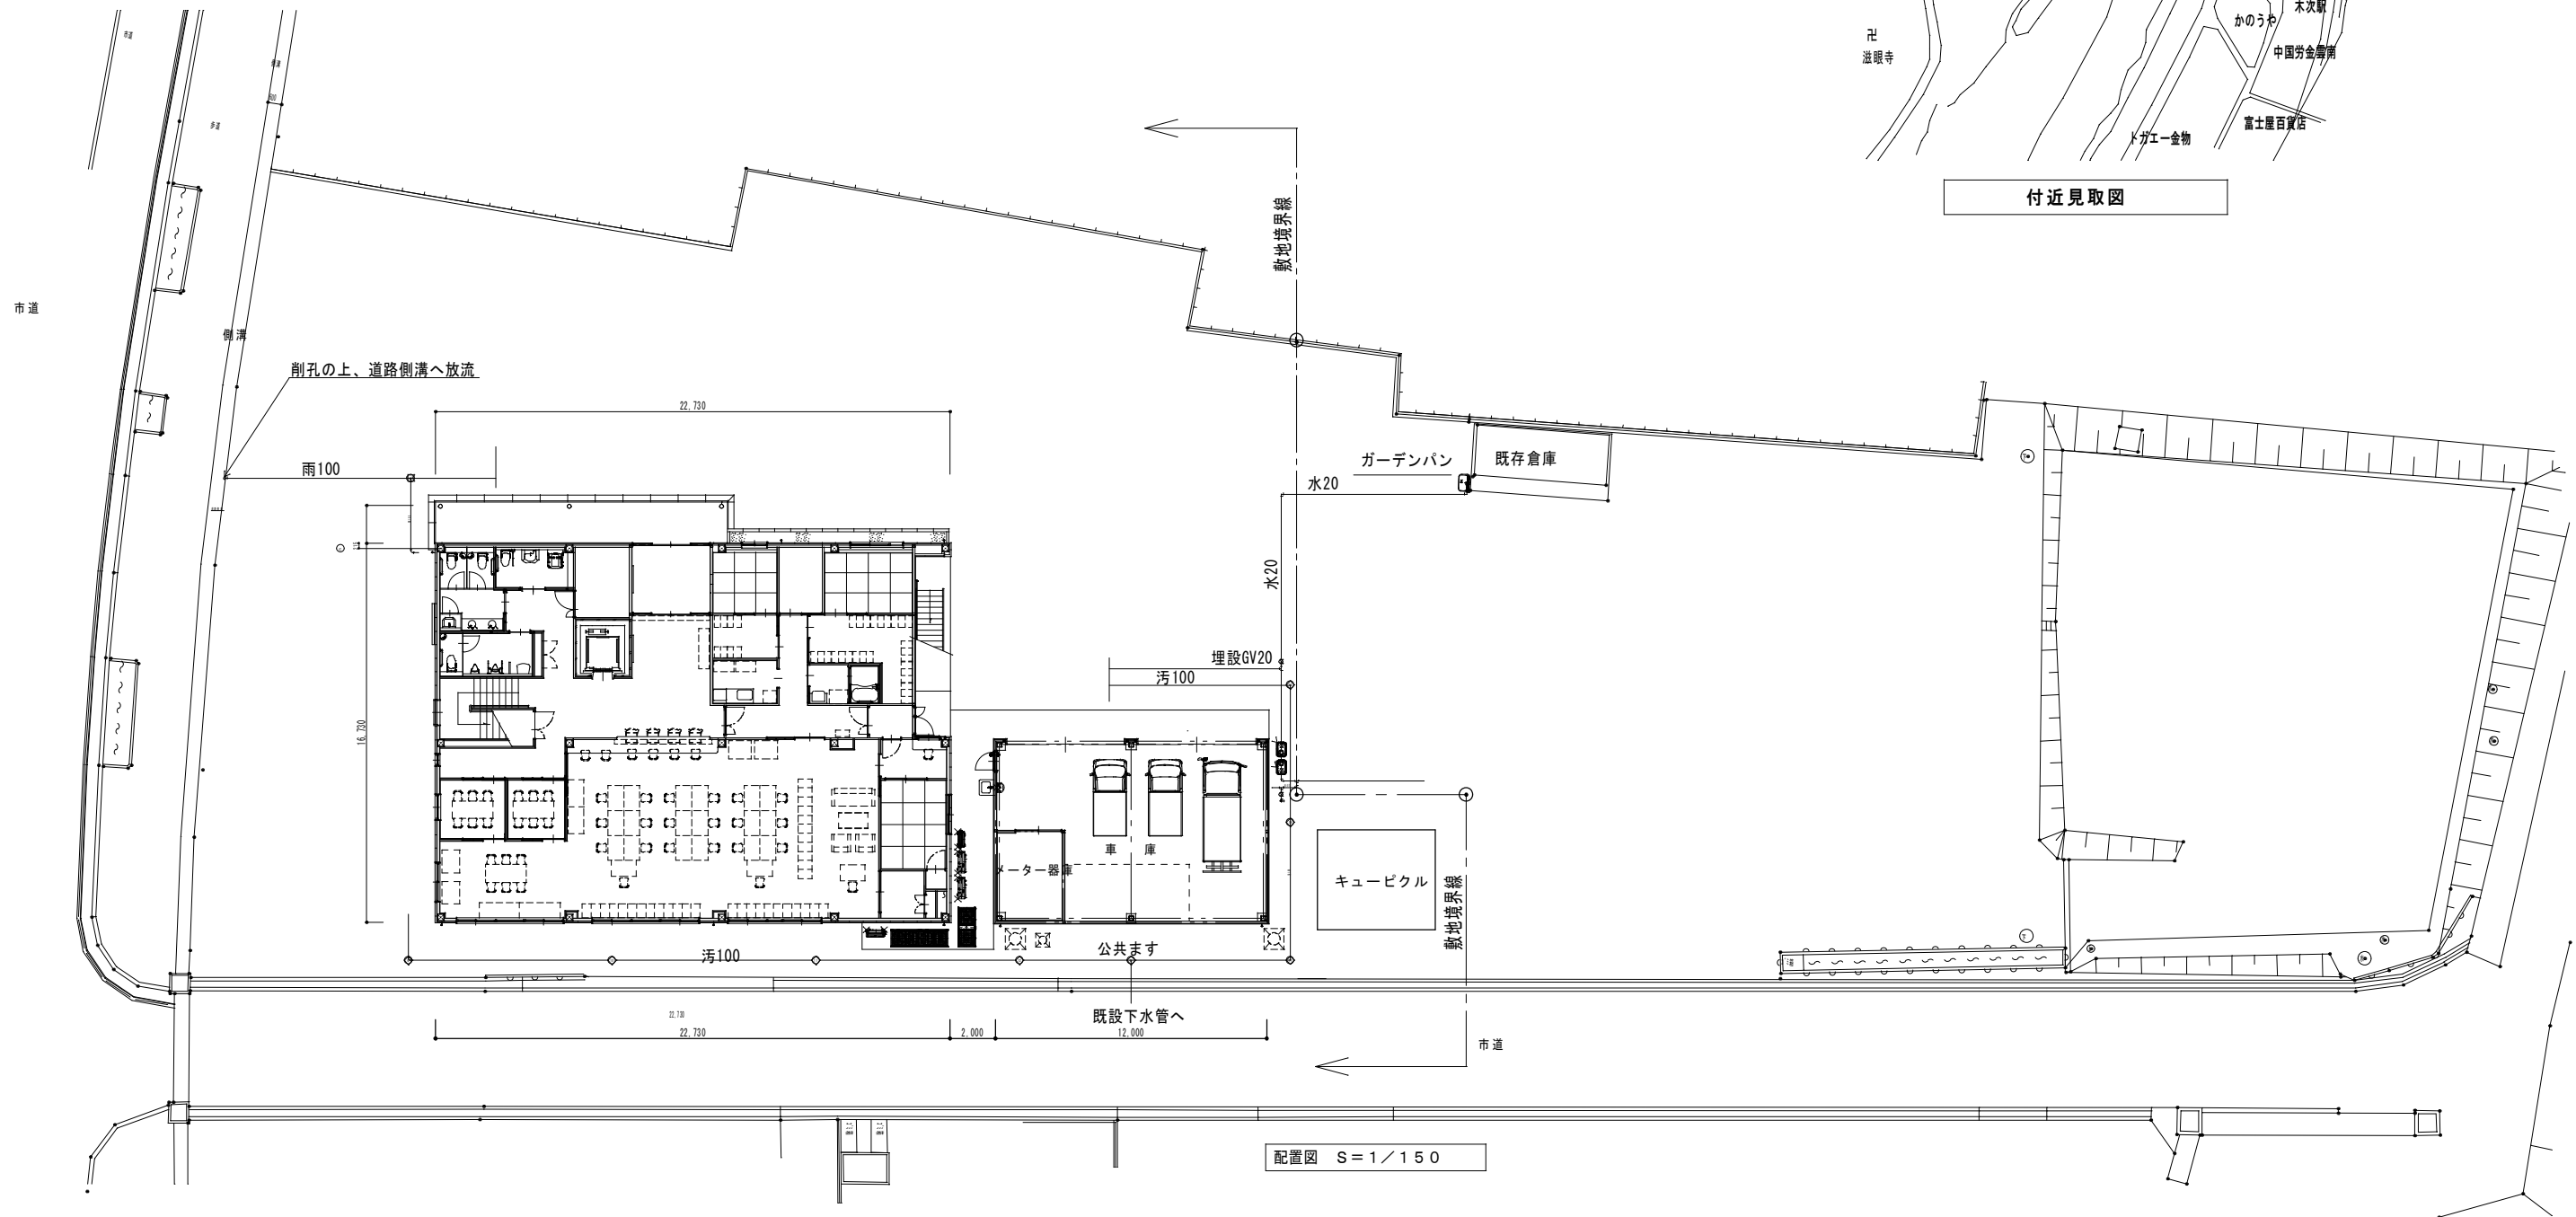 木次駅
かのうや
卍
中国労金雲南
滋眼寺
富士屋百貨店
トガエー金物
付近見取図
敷地境界線
市道
側溝
削孔の上、道路側溝へ放流
22,730
雨100
ガーデンパン
既存倉庫
水20
水20
埋設GV20
汚100
16,730
車庫
メーター器庫
キュービクル
敷地境界線
汚100
公共ます
既設下水管へ
22,730
22,730
2,000
12,000
市道
配置図 S=1/150